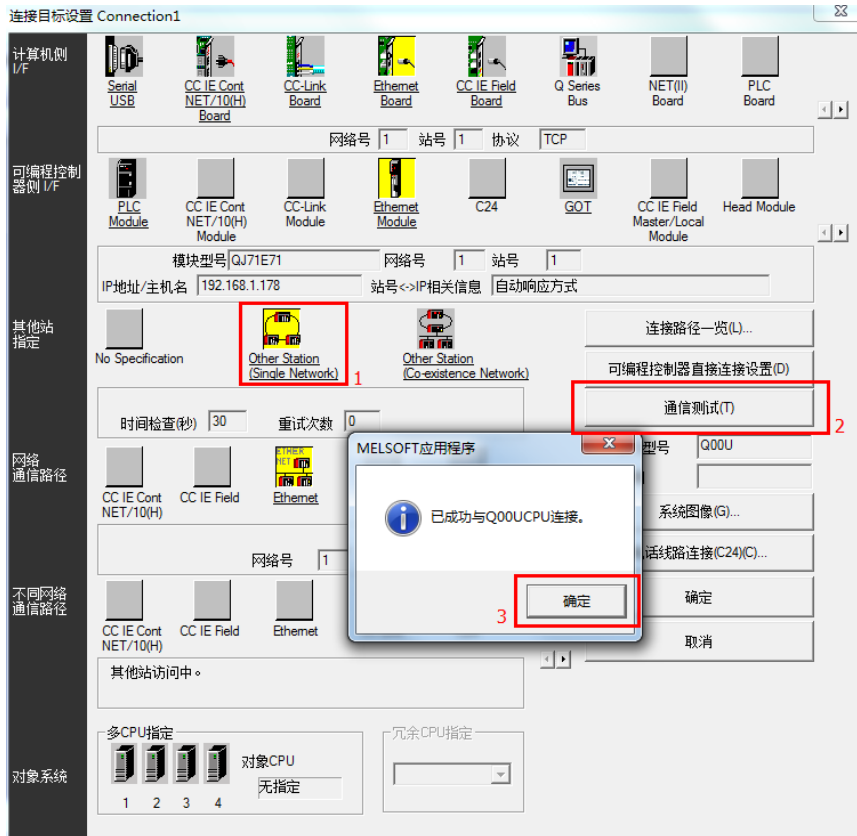 连接目标设置 Connection1
计算机侧
I/F
Serial
USB
CC IE Cont
NET/10(H)
Board
CC-Link
Board
Ethernet
Board
CC IE Field
Board
Q Series
Bus
NET(II)
Board
PLC
Board
网络号 1 站号 1 协议 TCP
可编程控制
器侧 I/F
PLC
Module
CC IE Cont
NET/10(H)
Module
CC-Link
Module
Ethernet
Module
C24
GOT
CC IE Field
Master/Local
Module
Head Module
模块型号 QJ71E71 网络号 1 站号 1
IP地址/主机名 192.168.1.178 站号<->IP相关信息 自动响应方式
其他站
指定
No Specification
Other Station
(Single Network)
1
Other Station
(Co-existence Network)
连接路径一览(L)...
可编程控制器直接连接设置(D)
通信测试(T)
2
时间检查(秒) 30 重试次数 0
型号 Q00U
MELSOFT应用程序
已成功与Q00UCPU连接。
确定
3
网络
通信路径
CC IE Cont
NET/10(H)
CC IE Field
ETHER
NET
Ethernet
系统图像(G)...
话线路连接(C24)(C)...
网络号 1
确定
取消
不同网络
通信路径
CC IE Cont
NET/10(H)
CC IE Field
Ethernet
其他站访问中。
对象系统
多CPU指定
1 2 3 4
对象CPU
无指定
冗余CPU指定